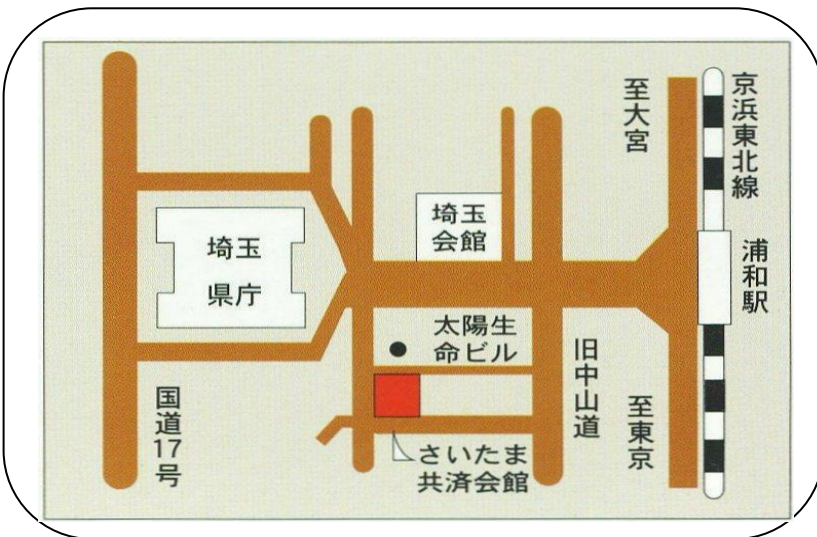 京浜東北線
至大宮
浦和駅
埼玉
会館
埼玉
県庁
太陽生
命ビル
旧中山道
至東京
国道17号
さいたま
共済会館